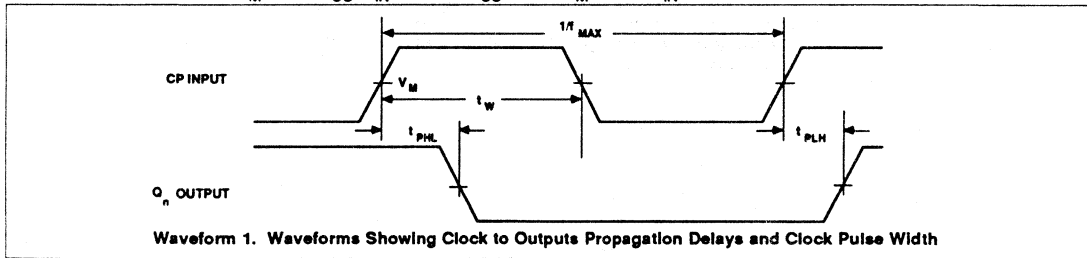 1/f MAX
CP INPUT
V M
t W
t PHL
t PLH
Q n OUTPUT
Waveform 1. Waveforms Showing Clock to Outputs Propagation Delays and Clock Pulse Width